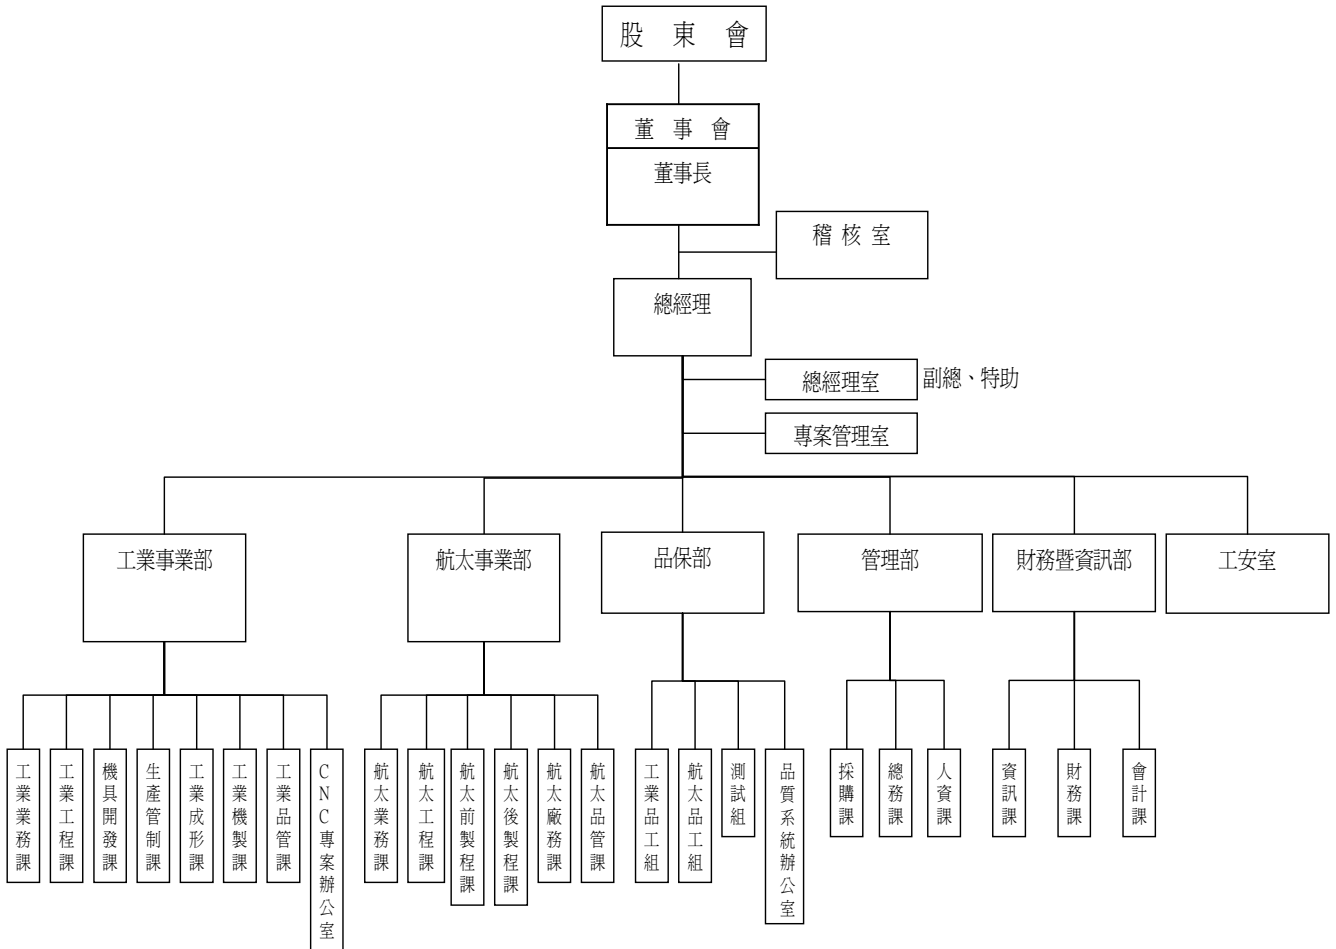 股 東 會
董 事 會
董事長
稽 核 室
總經理
總經理室
副總、特助
專案管理室
工業事業部
航太事業部
品保部
管理部
財務暨資訊部
工安室
工業業務課
工業工程課
機具開發課
生產管制課
工業成形課
工業機製課
工業品管課
CNC專案辦公室
航太業務課
航太工程課
航太前製程課
航太後製程課
航太廠務課
航太品管課
工業品工組
航太品工組
測試組
品質系統辦公室
採購課
總務課
人資課
資訊課
財務課
會計課